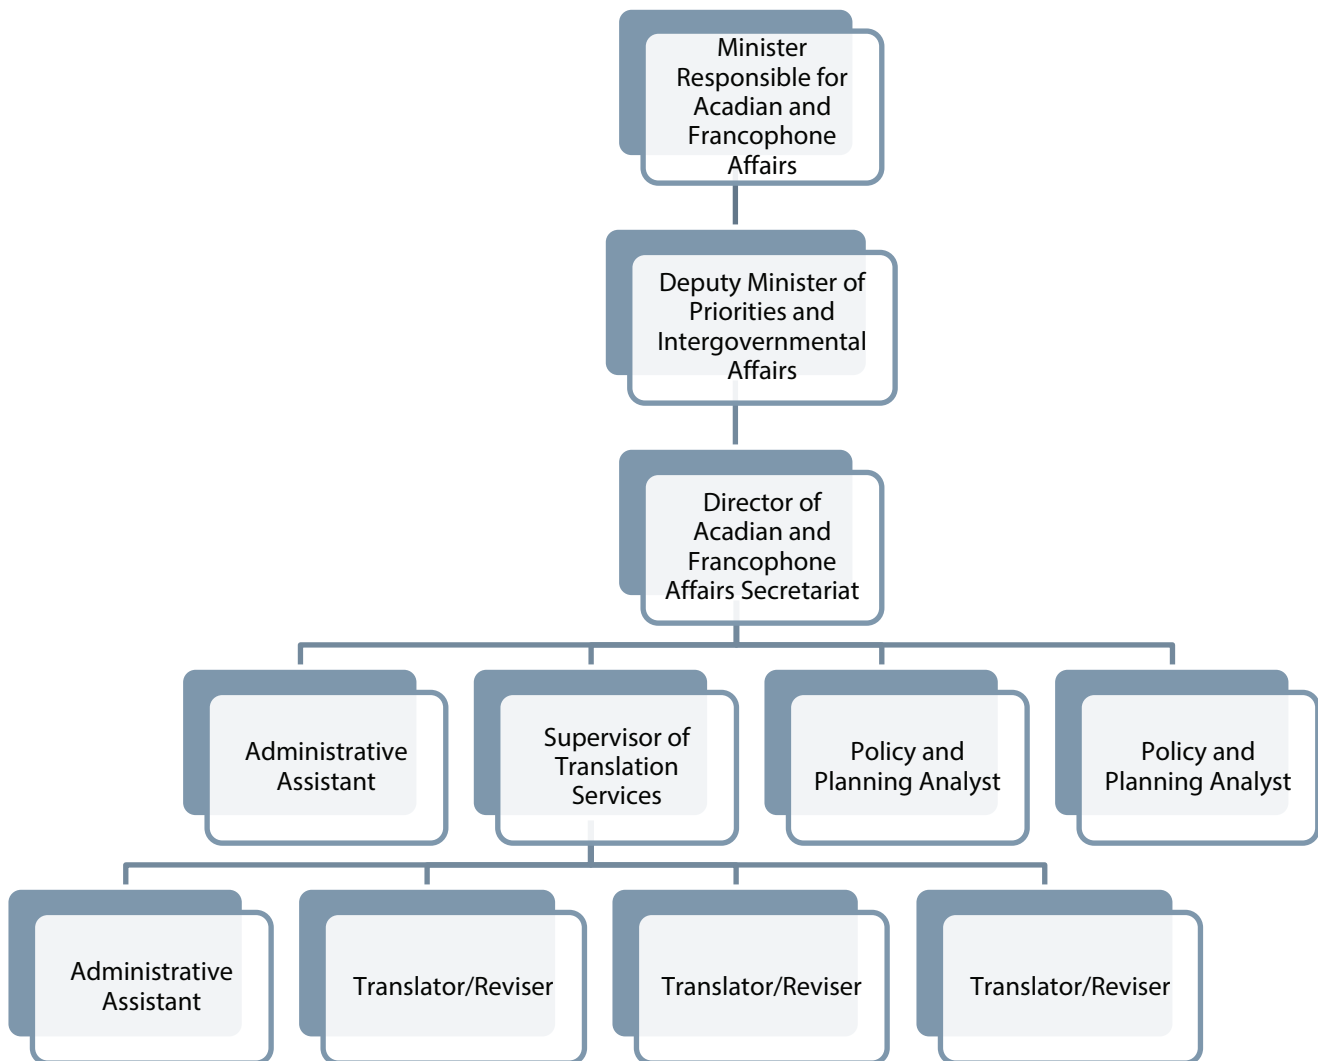 Minister
Responsible for
Acadian and
Francophone
Affairs
Deputy Minister of
Priorities and
Intergovernmental
Affairs
Director of
Acadian and
Francophone
Affairs Secretariat
Administrative
Assistant
Supervisor of
Translation
Services
Policy and
Planning Analyst
Policy and
Planning Analyst
Administrative
Assistant
Translator/Reviser
Translator/Reviser
Translator/Reviser